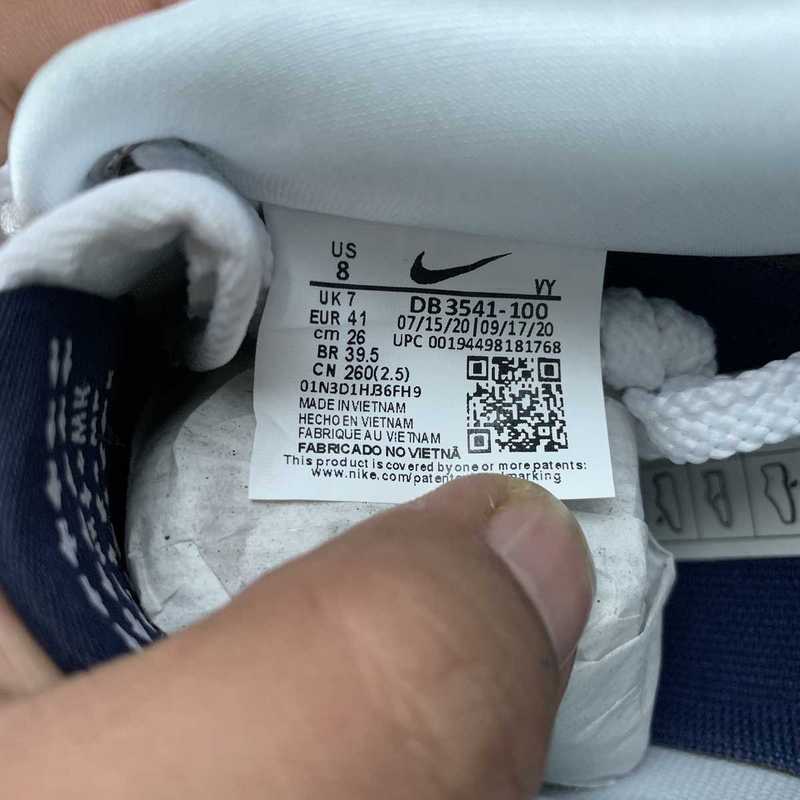 US
8
VY
UK 7
DB 3541-100
EUR 41
07/15/20|09/17/20
cm 26
UPC 00194498181768
BR 39.5
CN 260(2.5)
01N3D1HJ36FH9
MADE IN VIETNAM
HECHO EN VIETNAM
FABRIQUE AU VIETNAM
FABRICADO NO VIETNÃ
This product is covered by one or more patents:
www.nike.com/patent marking